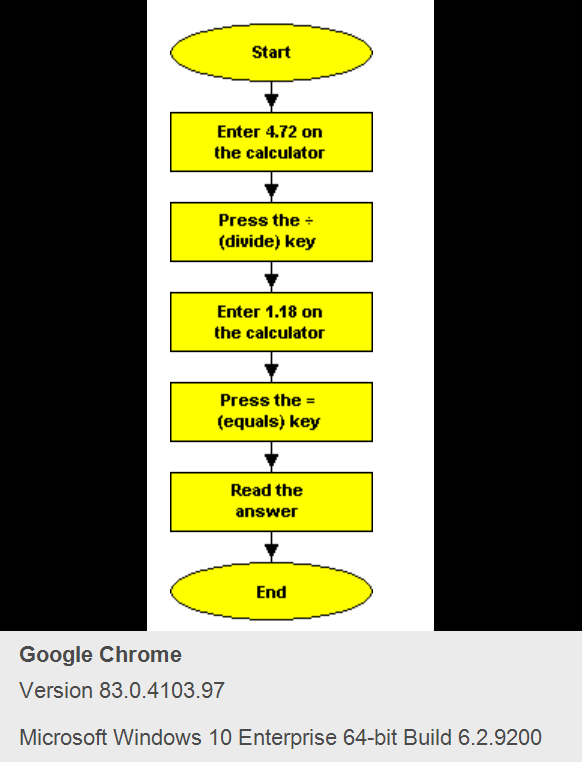 Start
Enter 4.72 on
the calculator
Press the ÷
(divide) key
Enter 1.18 on
the calculator
Press the =
(equals) key
Read the
answer
End
Google Chrome
Version 83.0.4103.97
Microsoft Windows 10 Enterprise 64-bit Build 6.2.9200